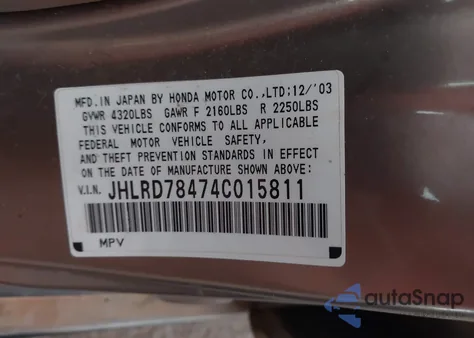 MFD.IN JAPAN BY HONDA MOTOR CO.,LTD;12/'03
GVWR 4320LBS GAWR F 2160LBS R 2250LBS
THIS VEHICLE CONFORMS TO ALL APPLICABLE
FEDERAL MOTOR VEHICLE SAFETY,
AND THEFT PREVENTION STANDARDS IN EFFECT
ON THE DATE OF MANUFACTURE SHOWN ABOVE:
V.I.N. JHLRD78474C015811
MPV
autoSnap